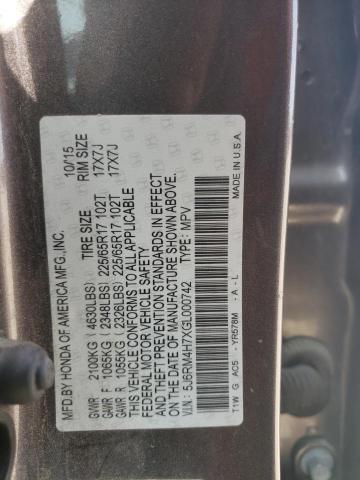 MFD.BY HONDA OF AMERICA MFG., INC. 10/15
TIRE SIZE RIM SIZE
GVWR 2100KG (4630LBS)
GAWR F 1065KG (2348LBS) 225/65R17 102T 17X7J
GAWR R 1055KG (2326LBS) 225/65R17 102T 17X7J
THIS VEHICLE CONFORMS TO ALL APPLICABLE
FEDERAL MOTOR VEHICLE SAFETY
AND THEFT PREVENTION STANDARDS IN EFFECT
ON THE DATE OF MANUFACTURE SHOWN ABOVE.
V.I.N.: 5J6RM4H7XGL000742 TYPE: MPV
T1W G AC5 - YR578M - A - L MADE IN U.S.A.